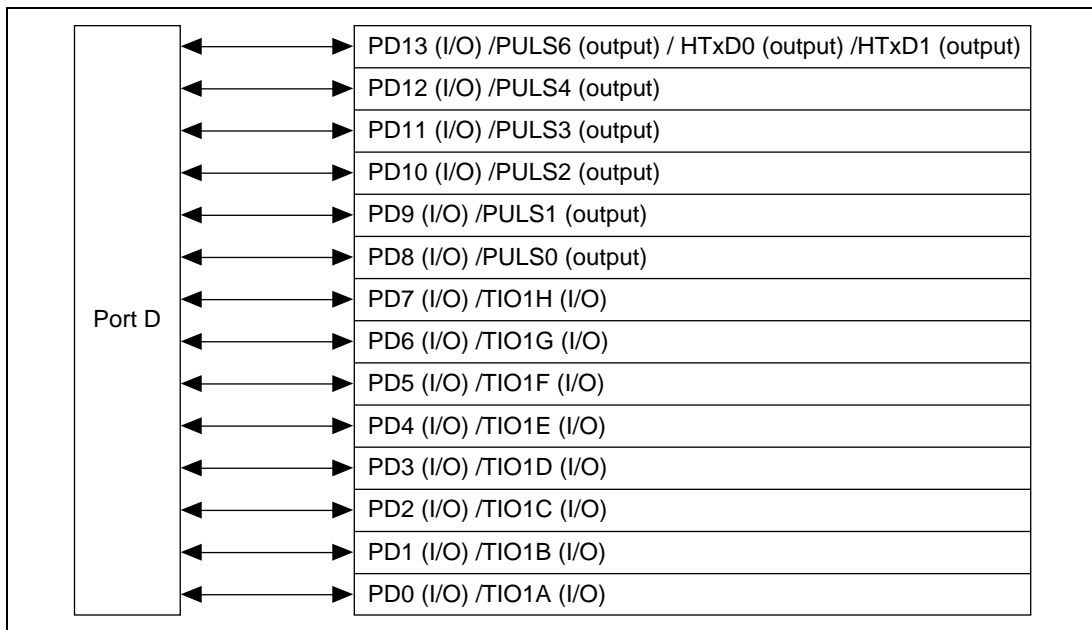 PD13 (I/O) /PULS6 (output) / HTxD0 (output) /HTxD1 (output)
PD12 (I/O) /PULS4 (output)
PD11 (I/O) /PULS3 (output)
PD10 (I/O) /PULS2 (output)
PD9 (I/O) /PULS1 (output)
PD8 (I/O) /PULS0 (output)
PD7 (I/O) /TIO1H (I/O)
Port D
PD6 (I/O) /TIO1G (I/O)
PD5 (I/O) /TIO1F (I/O)
PD4 (I/O) /TIO1E (I/O)
PD3 (I/O) /TIO1D (I/O)
PD2 (I/O) /TIO1C (I/O)
PD1 (I/O) /TIO1B (I/O)
PD0 (I/O) /TIO1A (I/O)